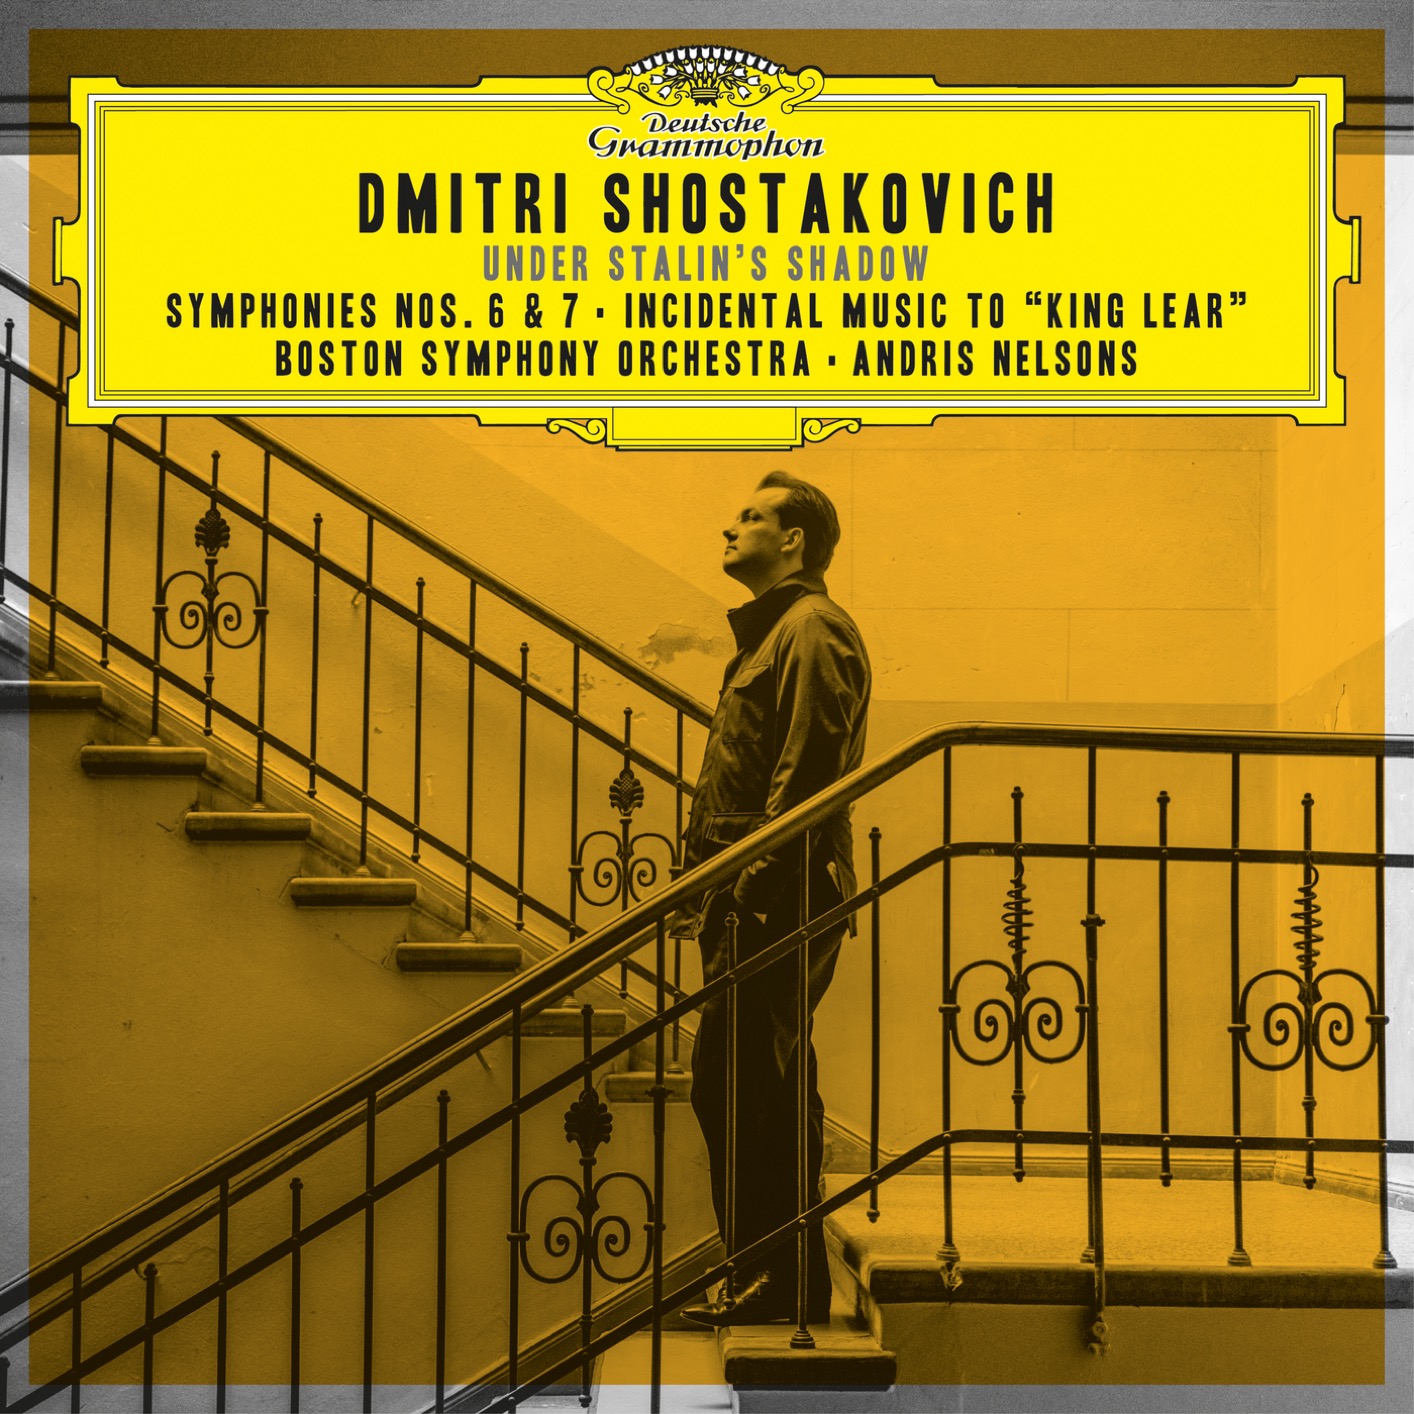 Deutsche
Grammophon
DMITRI SHOSTAKOVICH
UNDER STALIN'S SHADOW
SYMPHONIES NOS. 6 & 7 · INCIDENTAL MUSIC TO “KING LEAR”
BOSTON SYMPHONY ORCHESTRA · ANDRIS NELSONS